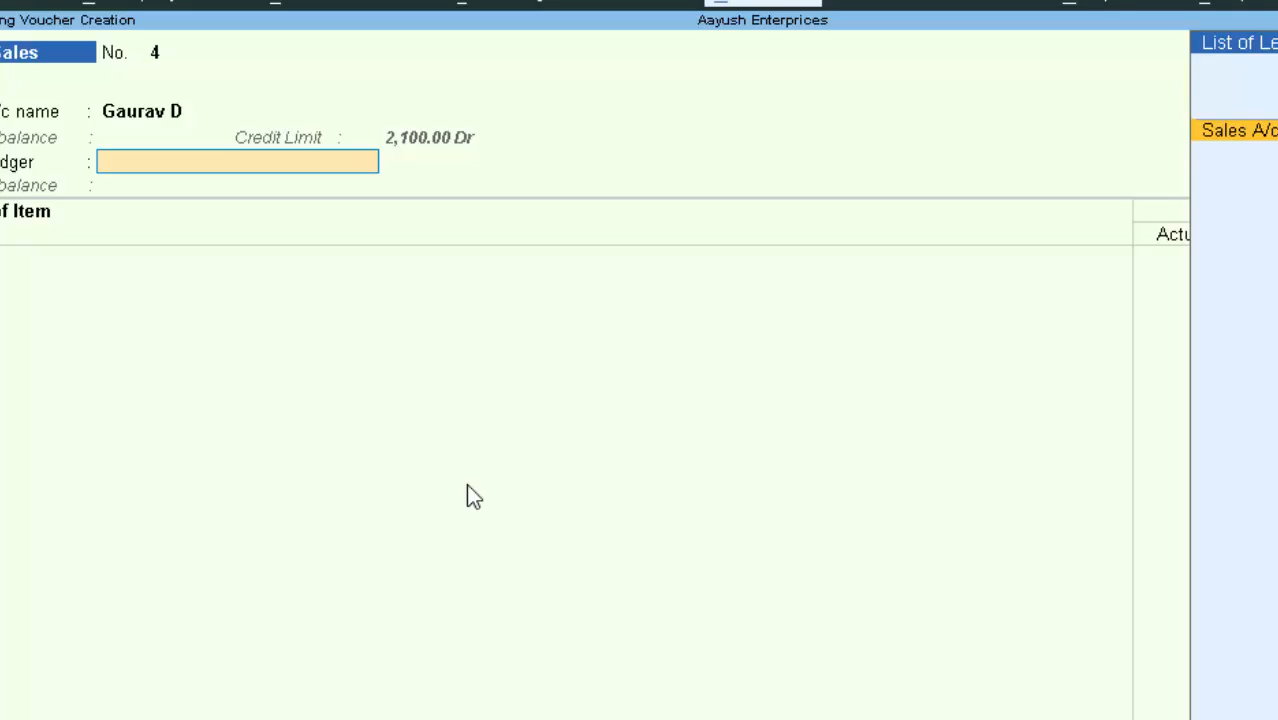 ng Voucher Creation Aayush Enterprices
Sales No. 4 List of Le
/c name : Gaurav D
balance : Credit Limit : 2,100.00 Dr Sales A/c
dger :
balance :
of Item
Actu